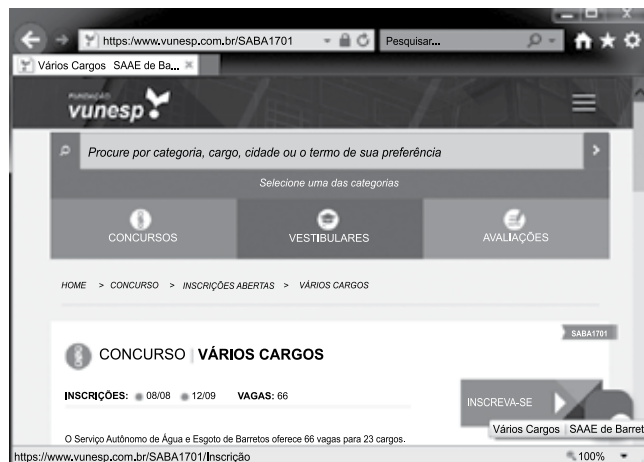 https://www.vunesp.com.br/SABA1701
Pesquisar...
Vários Cargos SAAE de Ba...
FUNDAÇÃO
vunesp
Procure por categoria, cargo, cidade ou o termo de sua preferência
Selecione uma das categorias
CONCURSOS
VESTIBULARES
AVALIAÇÕES
HOME > CONCURSO > INSCRIÇÕES ABERTAS > VÁRIOS CARGOS
SABA1701
CONCURSO | VÁRIOS CARGOS
INSCRIÇÕES: 08/08 12/09 VAGAS: 66
INSCREVA-SE
Vários Cargos | SAAE de Barret
O Serviço Autônomo de Água e Esgoto de Barretos oferece 66 vagas para 23 cargos.
https://www.vunesp.com.br/SABA1701/Inscrição
100%